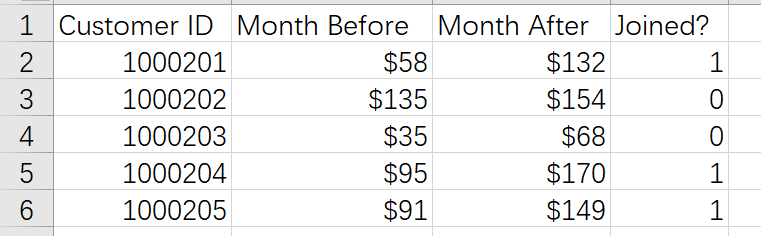 1 Customer ID Month Before Month After Joined?
2 1000201 $58 $132 1
3 1000202 $135 $154 0
4 1000203 $35 $68 0
5 1000204 $95 $170 1
6 1000205 $91 $149 1